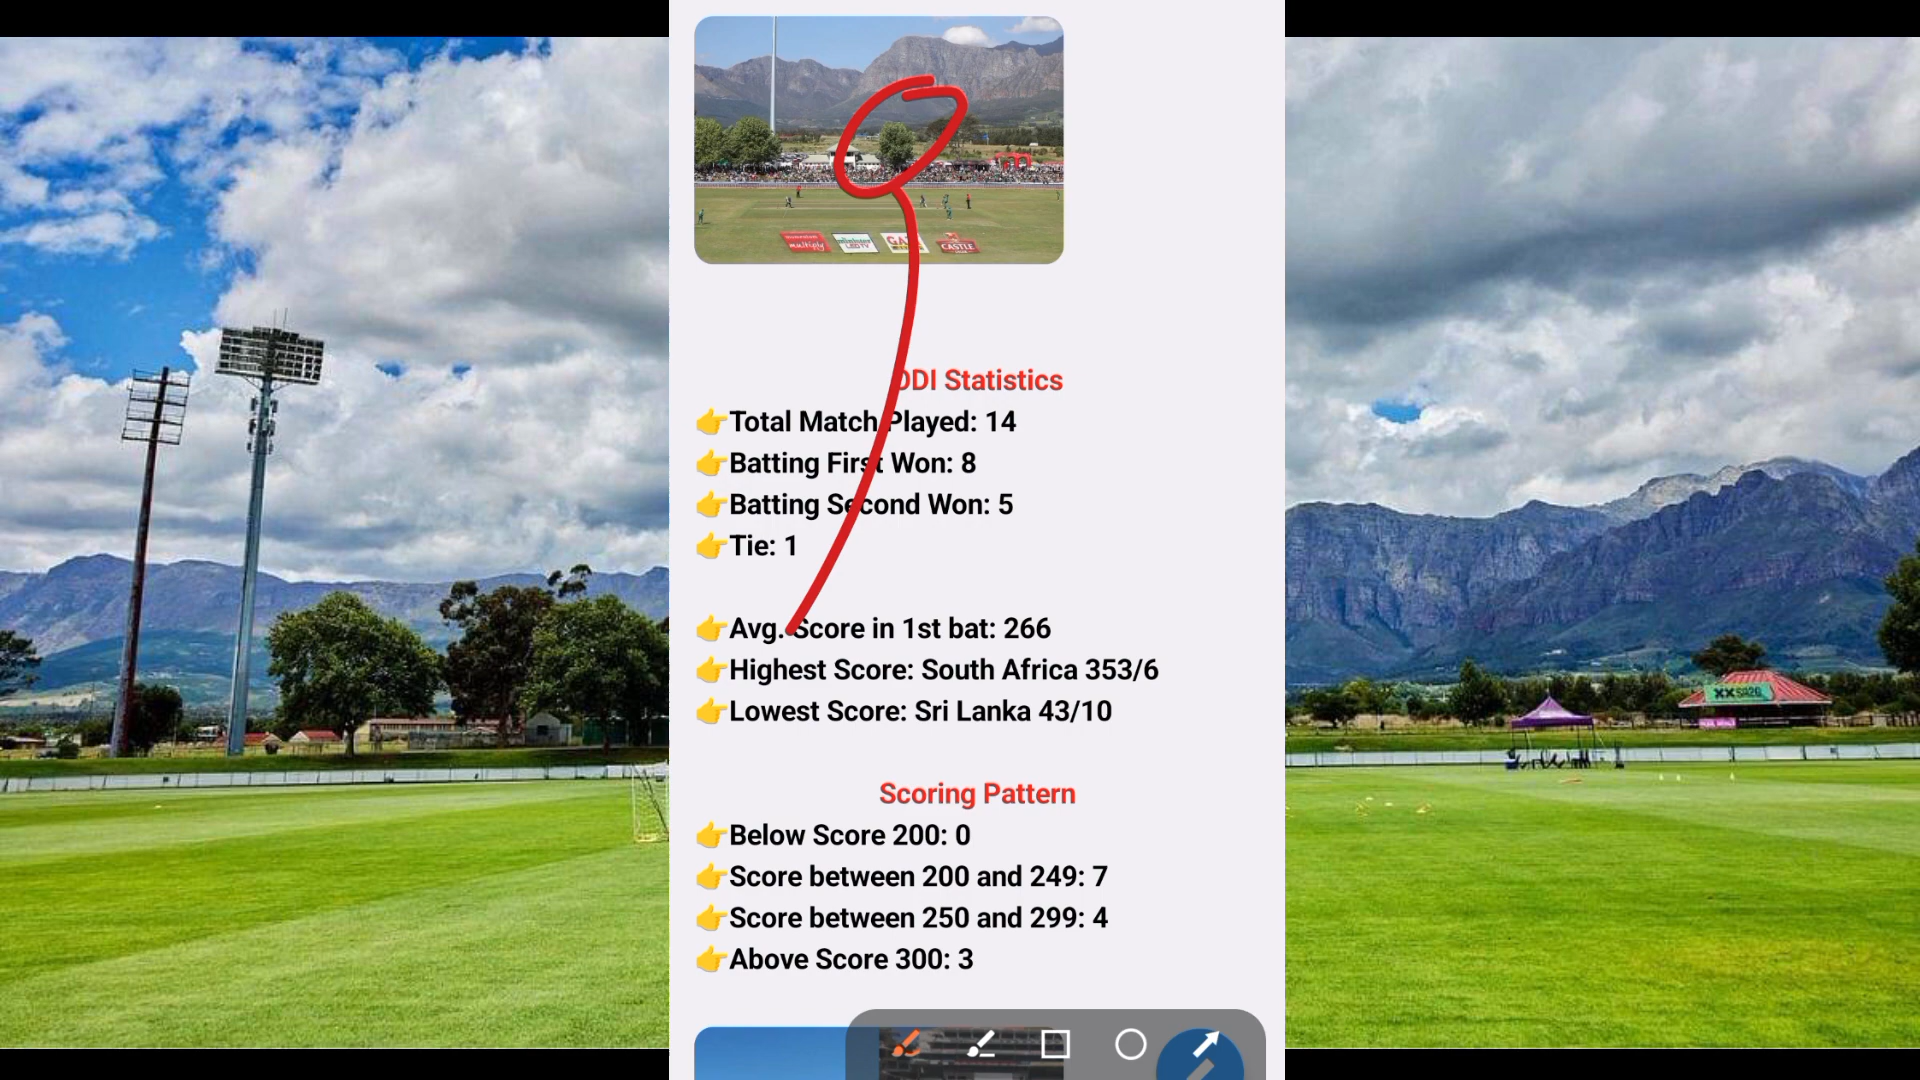 multiply
CASTLE
ODI Statistics
👉Total Match Played: 14
👉Batting First Won: 8
👉Batting Second Won: 5
👉Tie: 1
👉Avg. Score in 1st bat: 266
👉Highest Score: South Africa 353/6
👉Lowest Score: Sri Lanka 43/10
Scoring Pattern
👉Below Score 200: 0
👉Score between 200 and 249: 7
👉Score between 250 and 299: 4
👉Above Score 300: 3